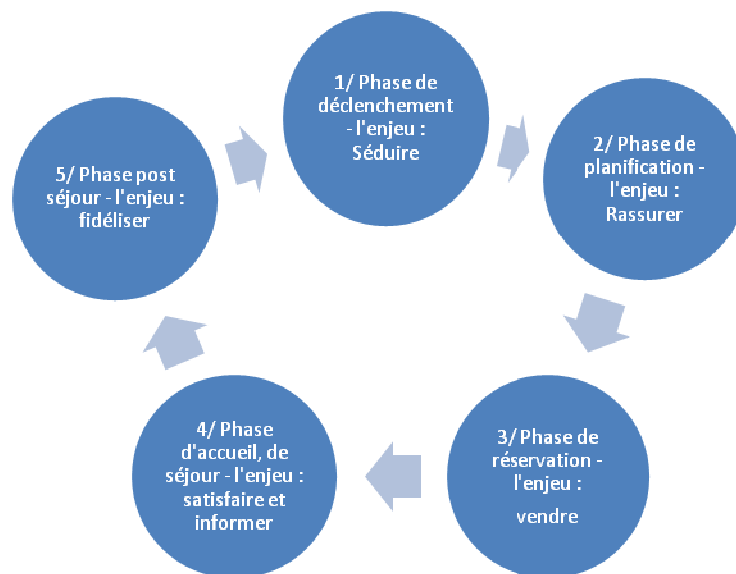 1/ Phase de
déclenchement
- l'enjeu :
Séduire
2/ Phase de
planification -
l'enjeu :
Rassurer
3/ Phase de
réservation -
l'enjeu :
vendre
4/ Phase
d'accueil, de
séjour - l'enjeu :
satisfaire et
informer
5/ Phase post
séjour - l'enjeu :
fidéliser